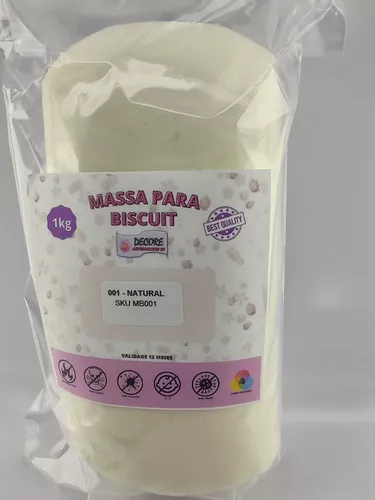 MASSA PARA
BISCUIT
1kg
DECORE
BEST QUALITY
001 - NATURAL
SKU MB001
VALIDADE 12 MESES